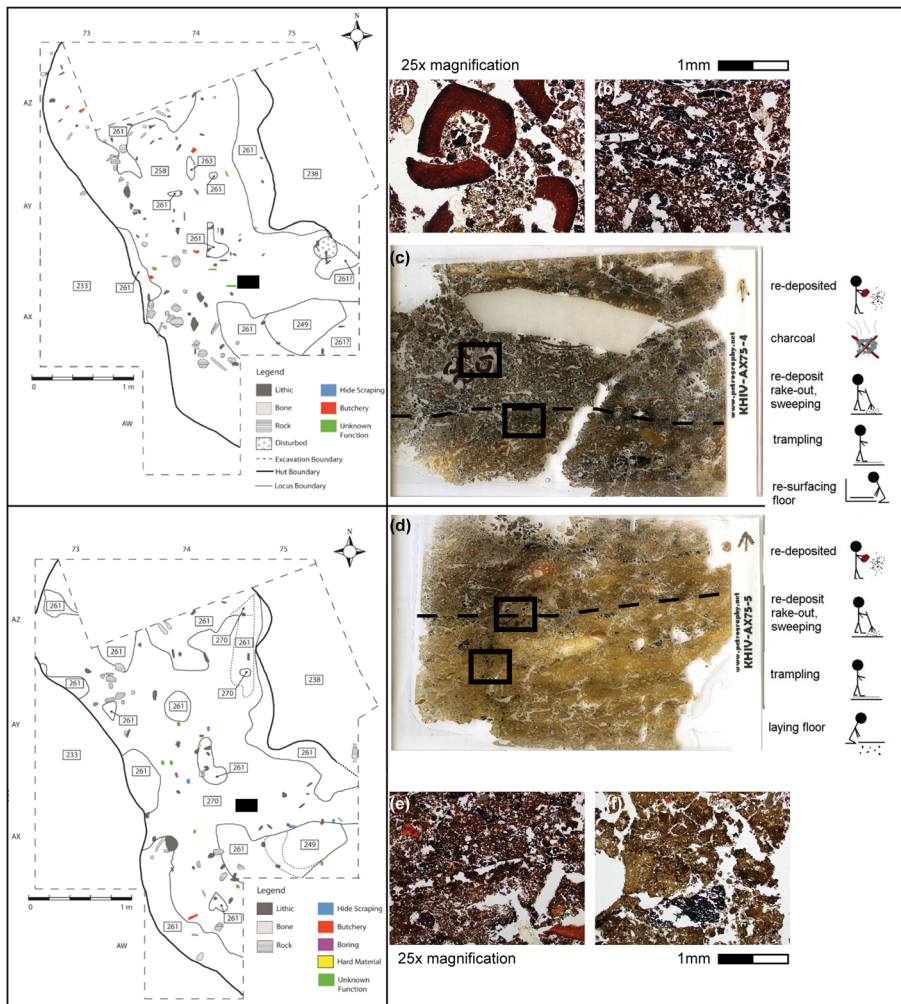 73
74
75
AZ
AY
AX
AW
261
258
263
261
261
238
261
261
261
233
261
249
261?
261?
0
1 m
Legend
Lithic
Bone
Rock
Disturbed
Excavation Boundary
Hut Boundary
Locus Boundary
Hide Scraping
Butchery
Unknown
Function
25x magnification
1mm
(a)
(b)
(c)
www.petrography.net
KHIV-AX75-4
re-deposited
charcoal
re-deposit
rake-out,
sweeping
trampling
re-surfacing
floor
73
74
75
AZ
AY
AX
AW
261
261
270
261
270
238
261
261
261
233
261
261
261
270
261
249
261
261
0
1 m
Legend
Lithic
Bone
Rock
Hide Scraping
Butchery
Boring
Hard Material
Unknown
Function
(d)
www.petrography.net
KHIV-AX75-5
re-deposited
re-deposit
rake-out,
sweeping
trampling
laying floor
(e)
(f)
25x magnification
1mm